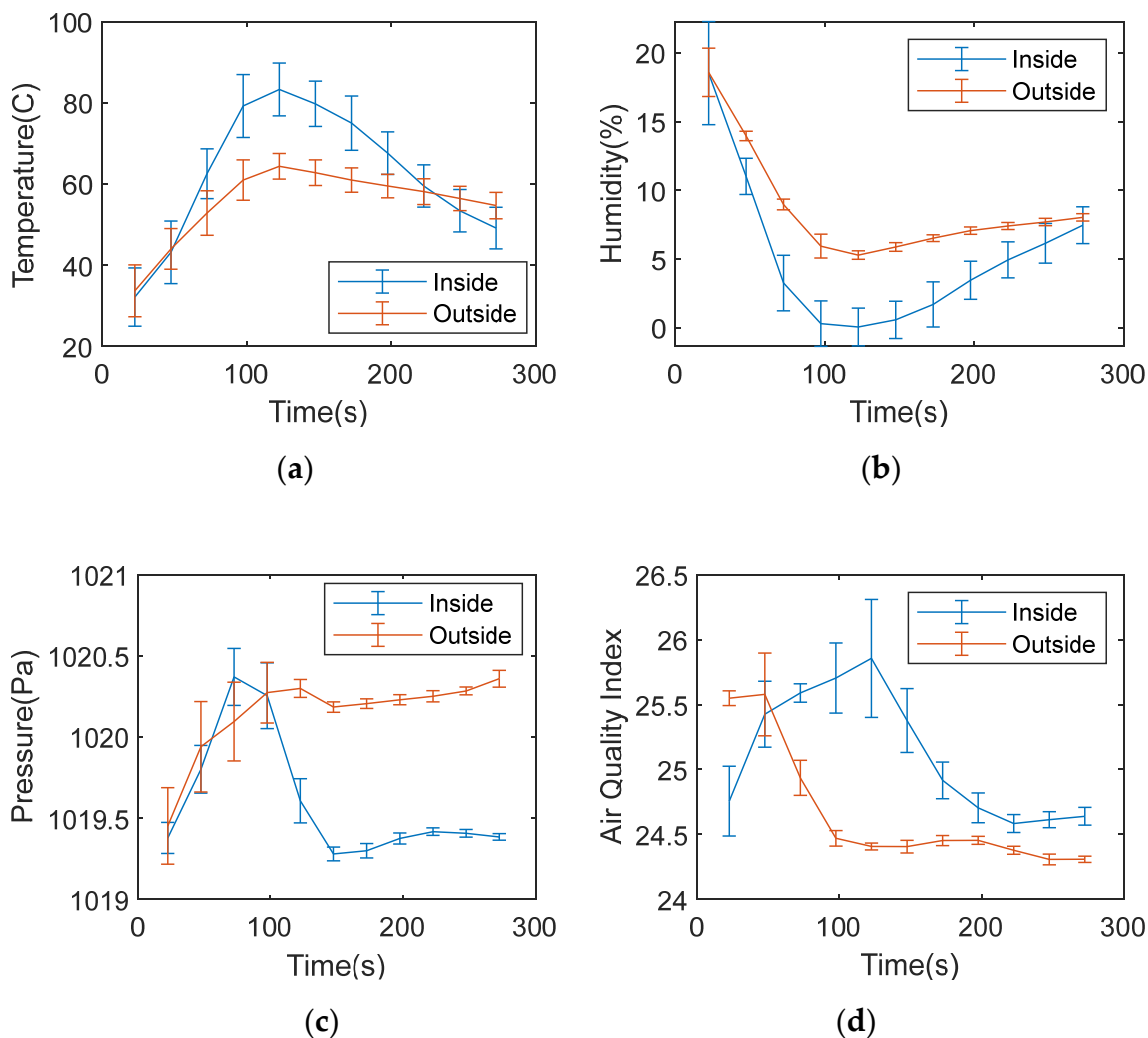 100
80
60
40
20
Temperature(C)
Inside
Outside
0 100 200 300
Time(s)
(a)
20
15
10
5
0
Humidity(%)
Inside
Outside
0 100 200 300
Time(s)
(b)
1021
1020.5
1020
1019.5
1019
Pressure(Pa)
Inside
Outside
0 100 200 300
Time(s)
(c)
26.5
26
25.5
25
24.5
24
Air Quality Index
Inside
Outside
0 100 200 300
Time(s)
(d)